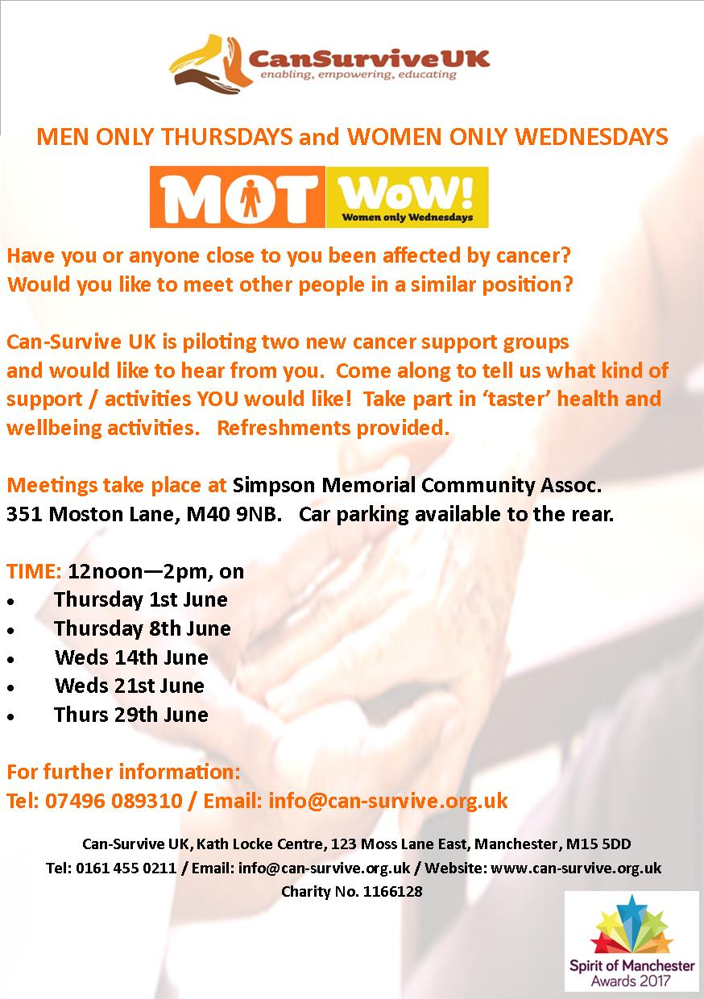 CanSurviveUK
enabling, empowering, educating
MEN ONLY THURSDAYS and WOMEN ONLY WEDNESDAYS
MOT WoW!
Women only Wednesdays
Have you or anyone close to you been affected by cancer?
Would you like to meet other people in a similar position?
Can-Survive UK is piloting two new cancer support groups
and would like to hear from you. Come along to tell us what kind of
support / activities YOU would like! Take part in ‘taster’ health and
wellbeing activities. Refreshments provided.
Meetings take place at Simpson Memorial Community Assoc.
351 Moston Lane, M40 9NB. Car parking available to the rear.
TIME: 12noon—2pm, on
• Thursday 1st June
• Thursday 8th June
• Weds 14th June
• Weds 21st June
• Thurs 29th June
For further information:
Tel: 07496 089310 / Email: info@can-survive.org.uk
Can-Survive UK, Kath Locke Centre, 123 Moss Lane East, Manchester, M15 5DD
Tel: 0161 455 0211 / Email: info@can-survive.org.uk / Website: www.can-survive.org.uk
Charity No. 1166128
Spirit of Manchester
Awards 2017